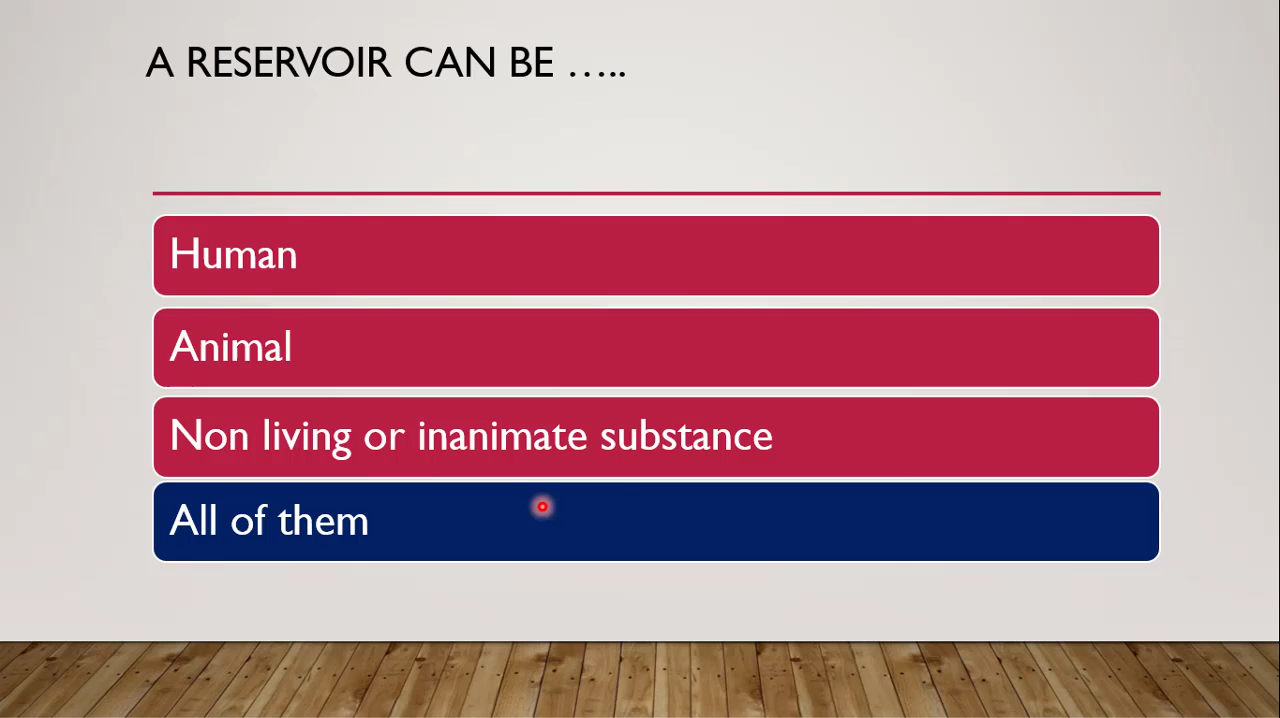 A RESERVOIR CAN BE …..
Human
Animal
Non living or inanimate substance
All of them